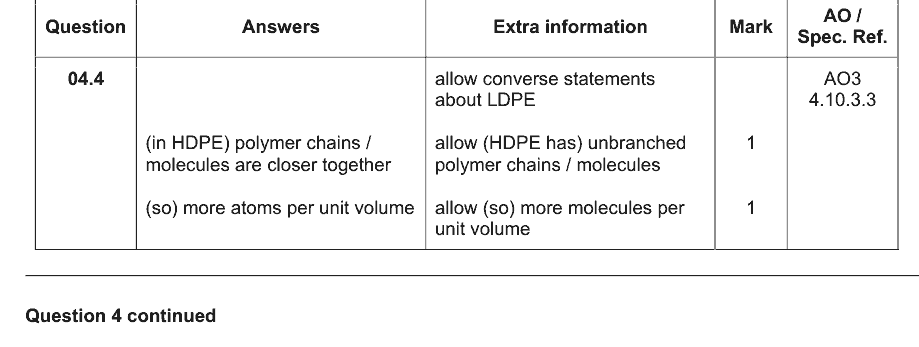 Question Answers Extra information Mark AO /
Spec. Ref.
04.4 allow converse statements AO3
about LDPE 4.10.3.3
(in HDPE) polymer chains / allow (HDPE has) unbranched 1
molecules are closer together polymer chains / molecules
(so) more atoms per unit volume allow (so) more molecules per 1
unit volume
Question 4 continued